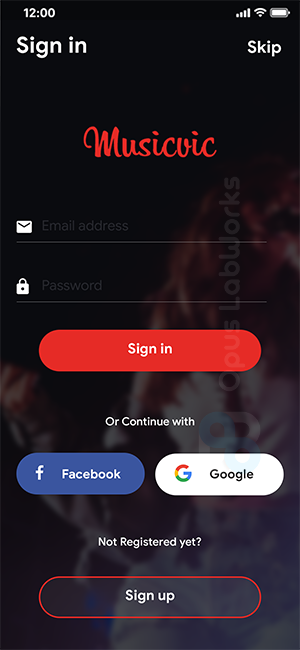 12:00
Sign in
Skip
Musicvic
Email address
Password
Sign in
Or Continue with
Facebook
Google
Not Registered yet?
Sign up
Opus LabWorks